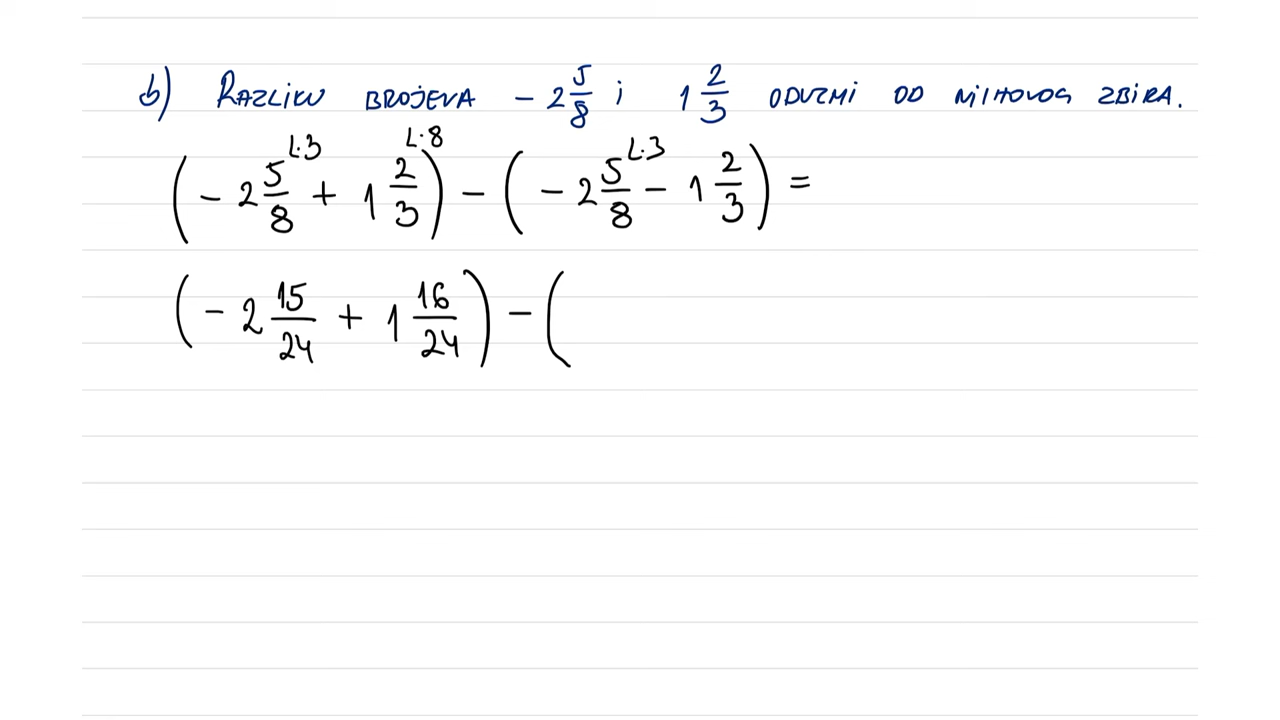 b) RAZLIKU BROJEVA - 2 5/8 i 1 2/3 ODUZMI OD NJIHOVOG ZBIRA.
(- 2 5/8 L·3 + 1 2/3 L·8) - (- 2 5/8 L·3 - 1 2/3) =
(- 2 15/24 + 1 16/24) - (